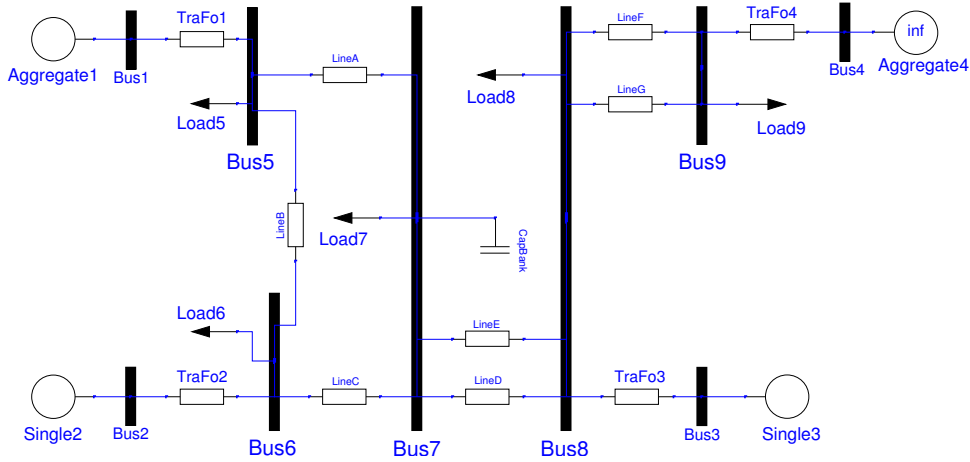 TraFo1
LineF
TraFo4
inf
Aggregate1
Bus1
LineA
Load8
Bus4
Aggregate4
LineG
Load5
Load9
Bus5
Bus9
LineB
Load7
CapBank
Load6
LineE
TraFo2
LineC
LineD
TraFo3
Single2
Bus2
Bus6
Bus7
Bus8
Bus3
Single3